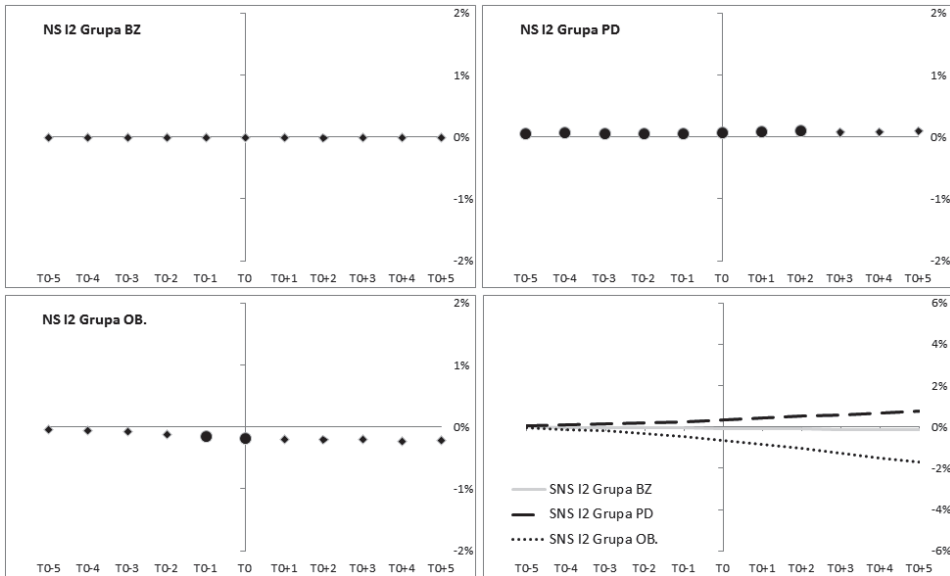 NS I2 Grupa BZ
2%
1%
0%
-1%
-2%
T0-5 T0-4 T0-3 T0-2 T0-1 T0 T0+1 T0+2 T0+3 T0+4 T0+5
NS I2 Grupa PD
2%
1%
0%
-1%
-2%
T0-5 T0-4 T0-3 T0-2 T0-1 T0 T0+1 T0+2 T0+3 T0+4 T0+5
NS I2 Grupa OB.
2%
1%
0%
-1%
-2%
T0-5 T0-4 T0-3 T0-2 T0-1 T0 T0+1 T0+2 T0+3 T0+4 T0+5
6%
4%
2%
0%
-2%
-4%
-6%
SNS I2 Grupa BZ
SNS I2 Grupa PD
SNS I2 Grupa OB.
T0-5 T0-4 T0-3 T0-2 T0-1 T0 T0+1 T0+2 T0+3 T0+4 T0+5